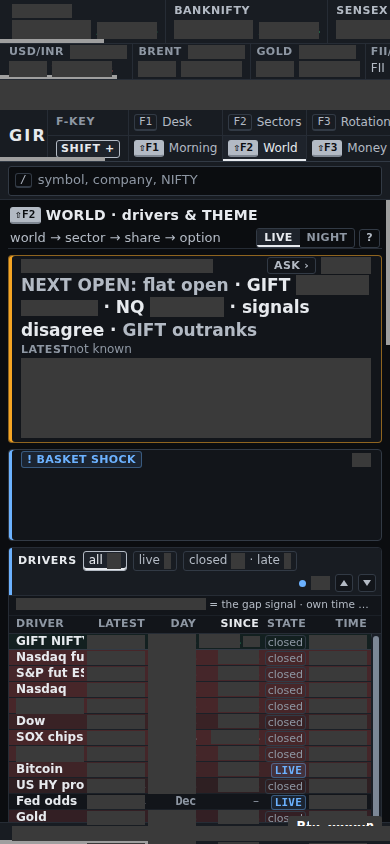 BANKNIFTY SENSEX
USD/INR BRENT GOLD FII/
FII
F-KEY F1 Desk F2 Sectors F3 Rotation
GIR
SHIFT + ⇧F1 Morning ⇧F2 World ⇧F3 Money
/ symbol, company, NIFTY
⇧F2 WORLD · drivers & THEME
world → sector → share → option LIVE NIGHT ?
ASK ›
NEXT OPEN: flat open · GIFT
· NQ · signals
disagree · GIFT outranks
LATESTnot known
! BASKET SHOCK
DRIVERS all live closed · late
= the gap signal · own time ...
DRIVER LATEST DAY SINCE STATE TIME
GIFT NIFTY closed
Nasdaq fu closed
S&P fut ES closed
Nasdaq closed
closed
Dow closed
SOX chips closed
closed
Bitcoin LIVE
US HY pro closed
Fed odds Dec – LIVE
Gold